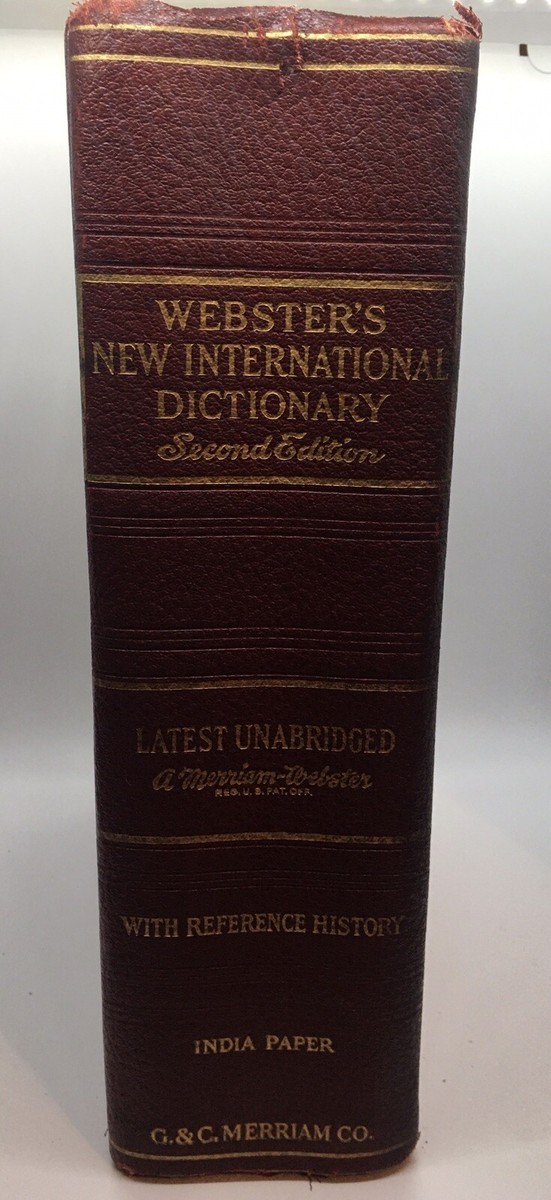 WEBSTER'S
NEW INTERNATIONAL
DICTIONARY
Second Edition
LATEST UNABRIDGED
A Merriam-Webster
REG. U. S. PAT. OFF.
WITH REFERENCE HISTORY
INDIA PAPER
G. & C. MERRIAM CO.